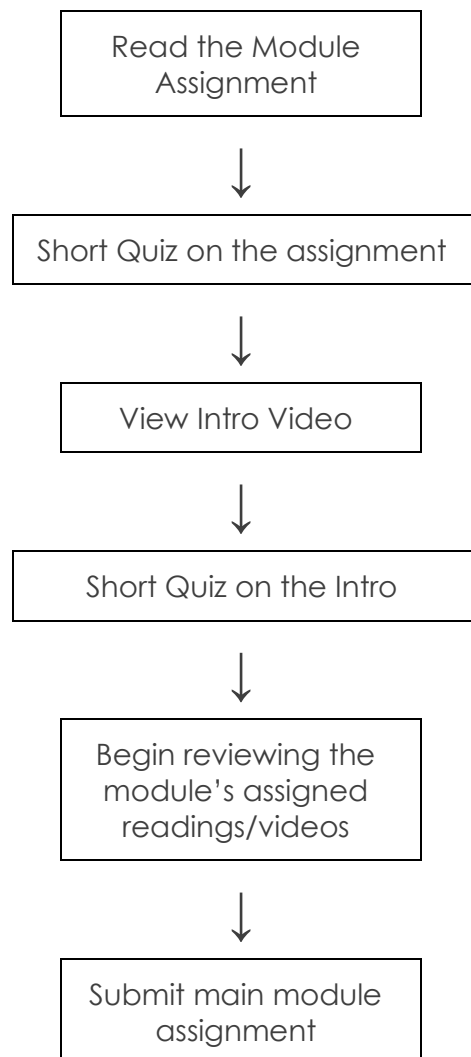 Read the Module
Assignment
Short Quiz on the assignment
View Intro Video
Short Quiz on the Intro
Begin reviewing the
module’s assigned
readings/videos
Submit main module
assignment